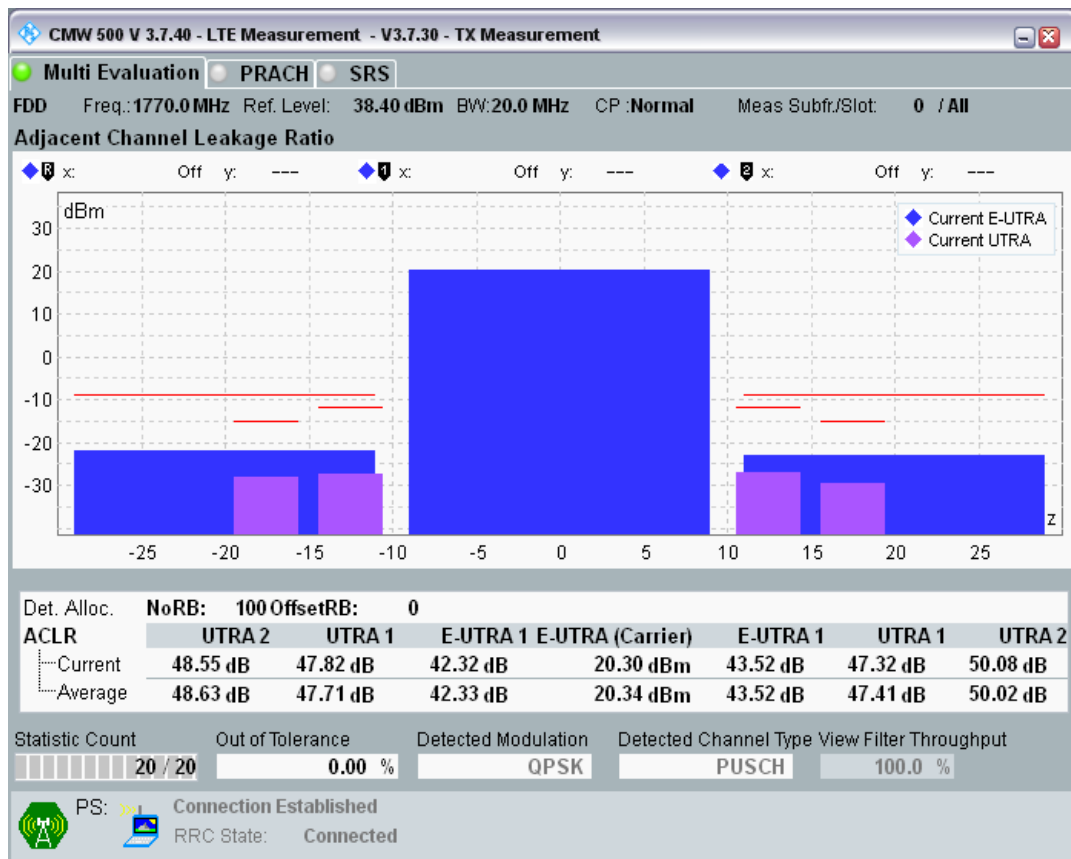 CMW 500 V 3.7.40 - LTE Measurement - V3.7.30 - TX Measurement
Multi Evaluation PRACH SRS
FDD Freq.:1770.0 MHz Ref. Level: 38.40 dBm BW:20.0 MHz CP :Normal Meas Subfr./Slot: 0 / All
Adjacent Channel Leakage Ratio
R x: Off y: --- 1 x: Off y: --- 2 x: Off y: ---
dBm
Current E-UTRA
Current UTRA
30
20
10
0
-10
-20
-30
z
-25 -20 -15 -10 -5 0 5 10 15 20 25
Det. Alloc. NoRB: 100 OffsetRB: 0
ACLR UTRA 2 UTRA 1 E-UTRA 1 E-UTRA (Carrier) E-UTRA 1 UTRA 1 UTRA 2
Current 48.55 dB 47.82 dB 42.32 dB 20.30 dBm 43.52 dB 47.32 dB 50.08 dB
Average 48.63 dB 47.71 dB 42.33 dB 20.34 dBm 43.52 dB 47.41 dB 50.02 dB
Statistic Count Out of Tolerance Detected Modulation Detected Channel Type View Filter Throughput
20 / 20 0.00 % QPSK PUSCH 100.0 %
PS: Connection Established
RRC State: Connected